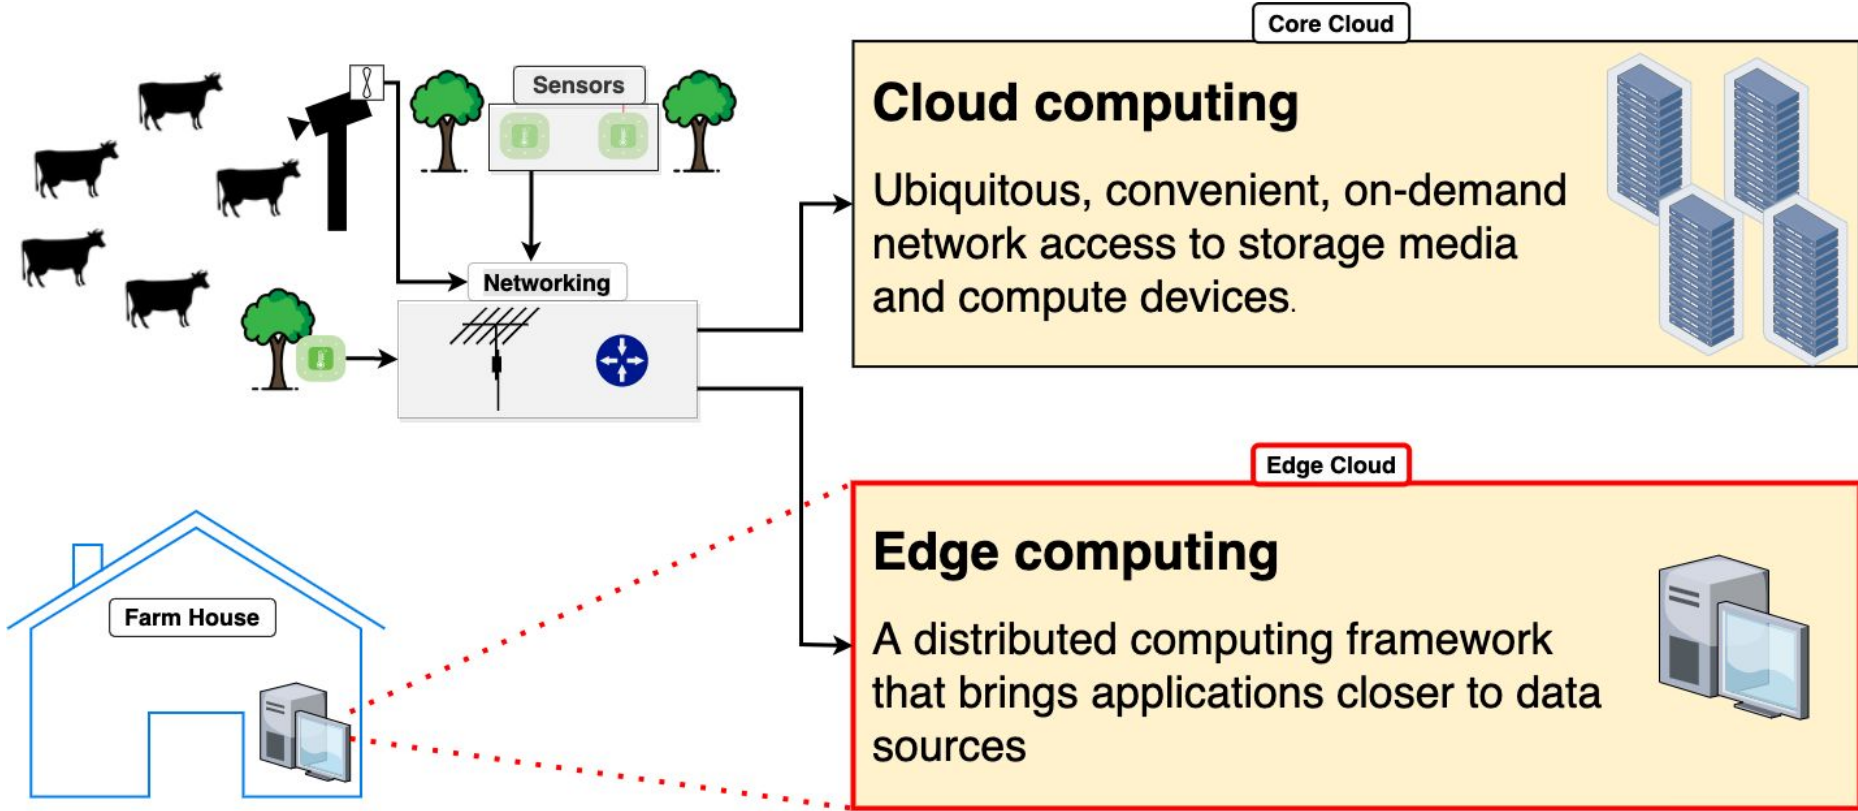 Core Cloud
Sensors
Cloud computing
Ubiquitous, convenient, on-demand
network access to storage media
and compute devices.
Networking
Edge Cloud
Edge computing
Farm House
A distributed computing framework
that brings applications closer to data
sources